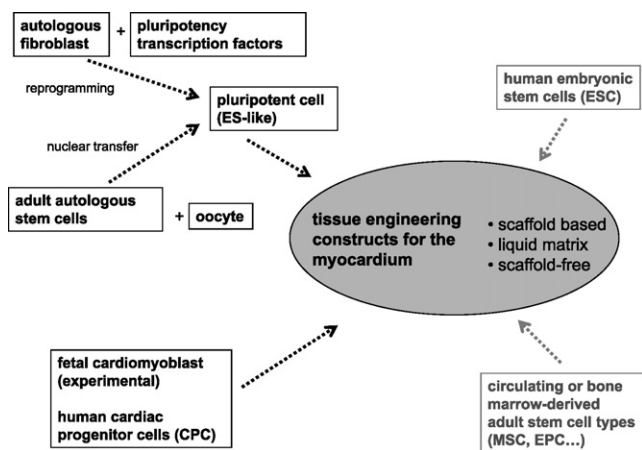 autologous
fibroblast
+
pluripotency
transcription factors
reprogramming
pluripotent cell
(ES-like)
human embryonic
stem cells (ESC)
nuclear transfer
adult autologous
stem cells
+
oocyte
tissue engineering
constructs for the
myocardium
• scaffold based
• liquid matrix
• scaffold-free
fetal cardiomyoblast
(experimental)
human cardiac
progenitor cells (CPC)
circulating or bone
marrow-derived
adult stem cell types
(MSC, EPC...)